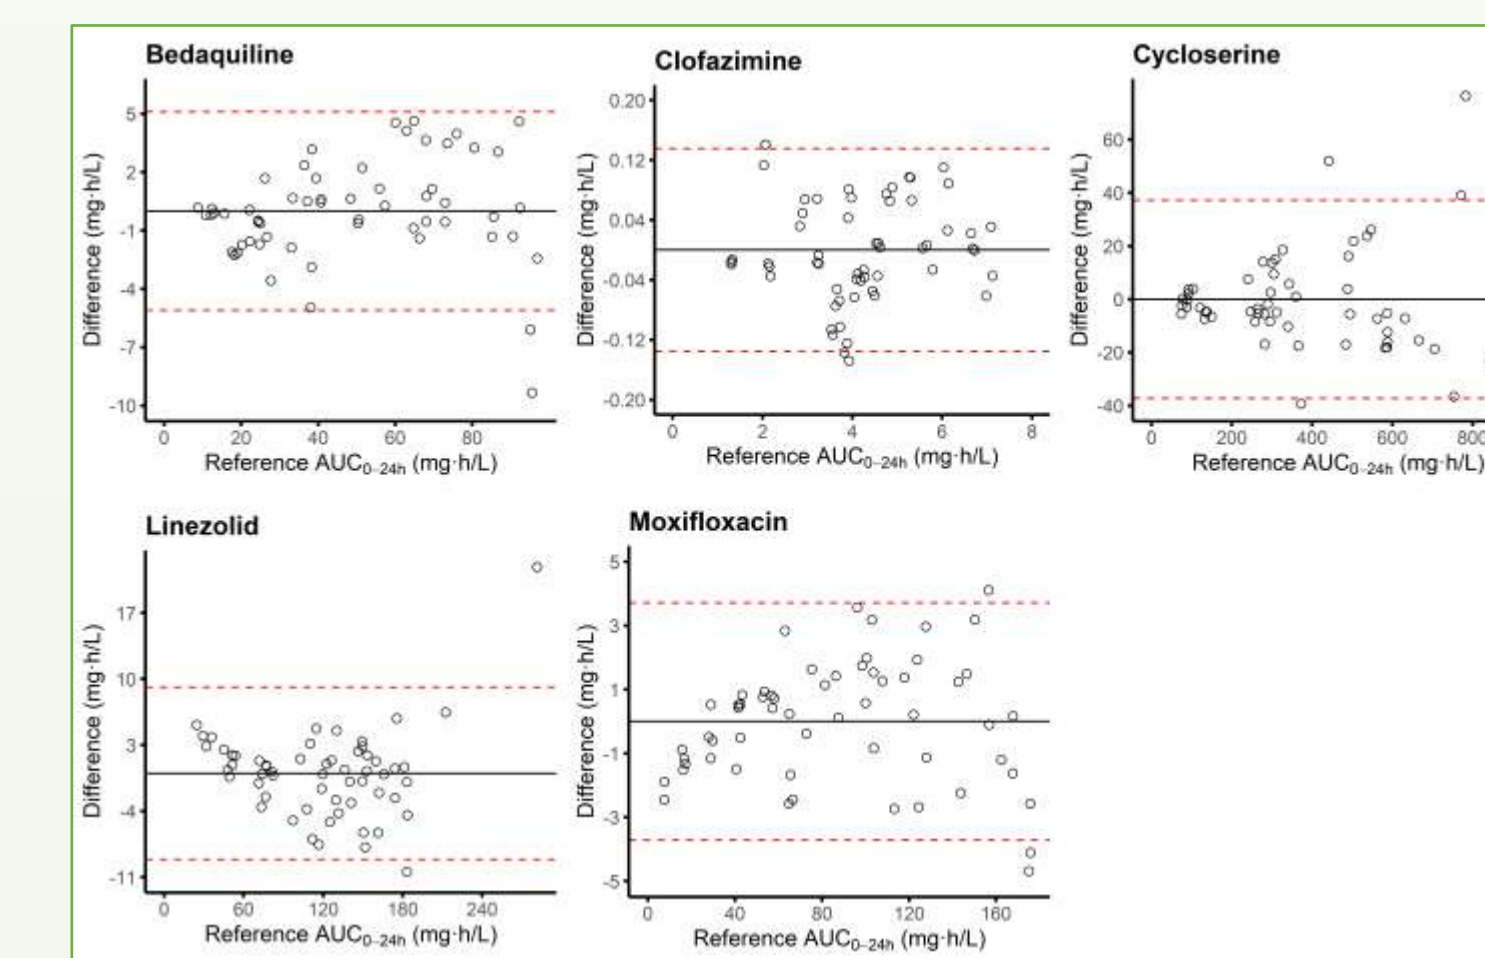 Bedaquiline
5
2
-1
-4
-7
-10
Difference (mg·h/L)
0 20 40 60 80
Reference AUC0–24h (mg·h/L)
Clofazimine
0.20
0.12
0.04
-0.04
-0.12
-0.20
Difference (mg·h/L)
0 2 4 6 8
Reference AUC0–24h (mg·h/L)
Cycloserine
60
40
20
0
-20
-40
Difference (mg·h/L)
0 200 400 600 800
Reference AUC0–24h (mg·h/L)
Linezolid
17
10
3
-4
-11
Difference (mg·h/L)
0 60 120 180 240
Reference AUC0–24h (mg·h/L)
Moxifloxacin
5
3
1
-1
-3
-5
Difference (mg·h/L)
0 40 80 120 160
Reference AUC0–24h (mg·h/L)